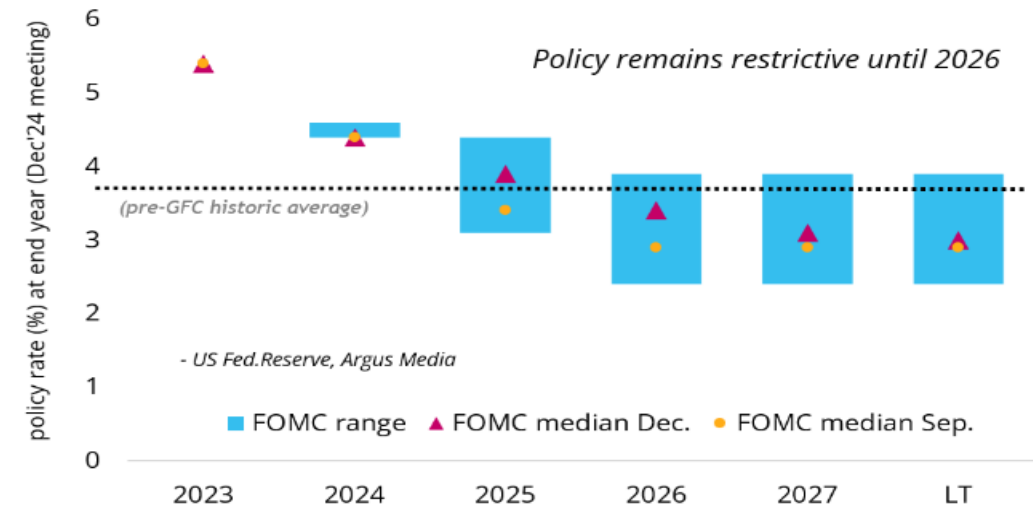 policy rate (%) at end year (Dec'24 meeting)
6
5
4
3
2
1
0
Policy remains restrictive until 2026
(pre-GFC historic average)
- US Fed.Reserve, Argus Media
FOMC range FOMC median Dec. FOMC median Sep.
2023 2024 2025 2026 2027 LT